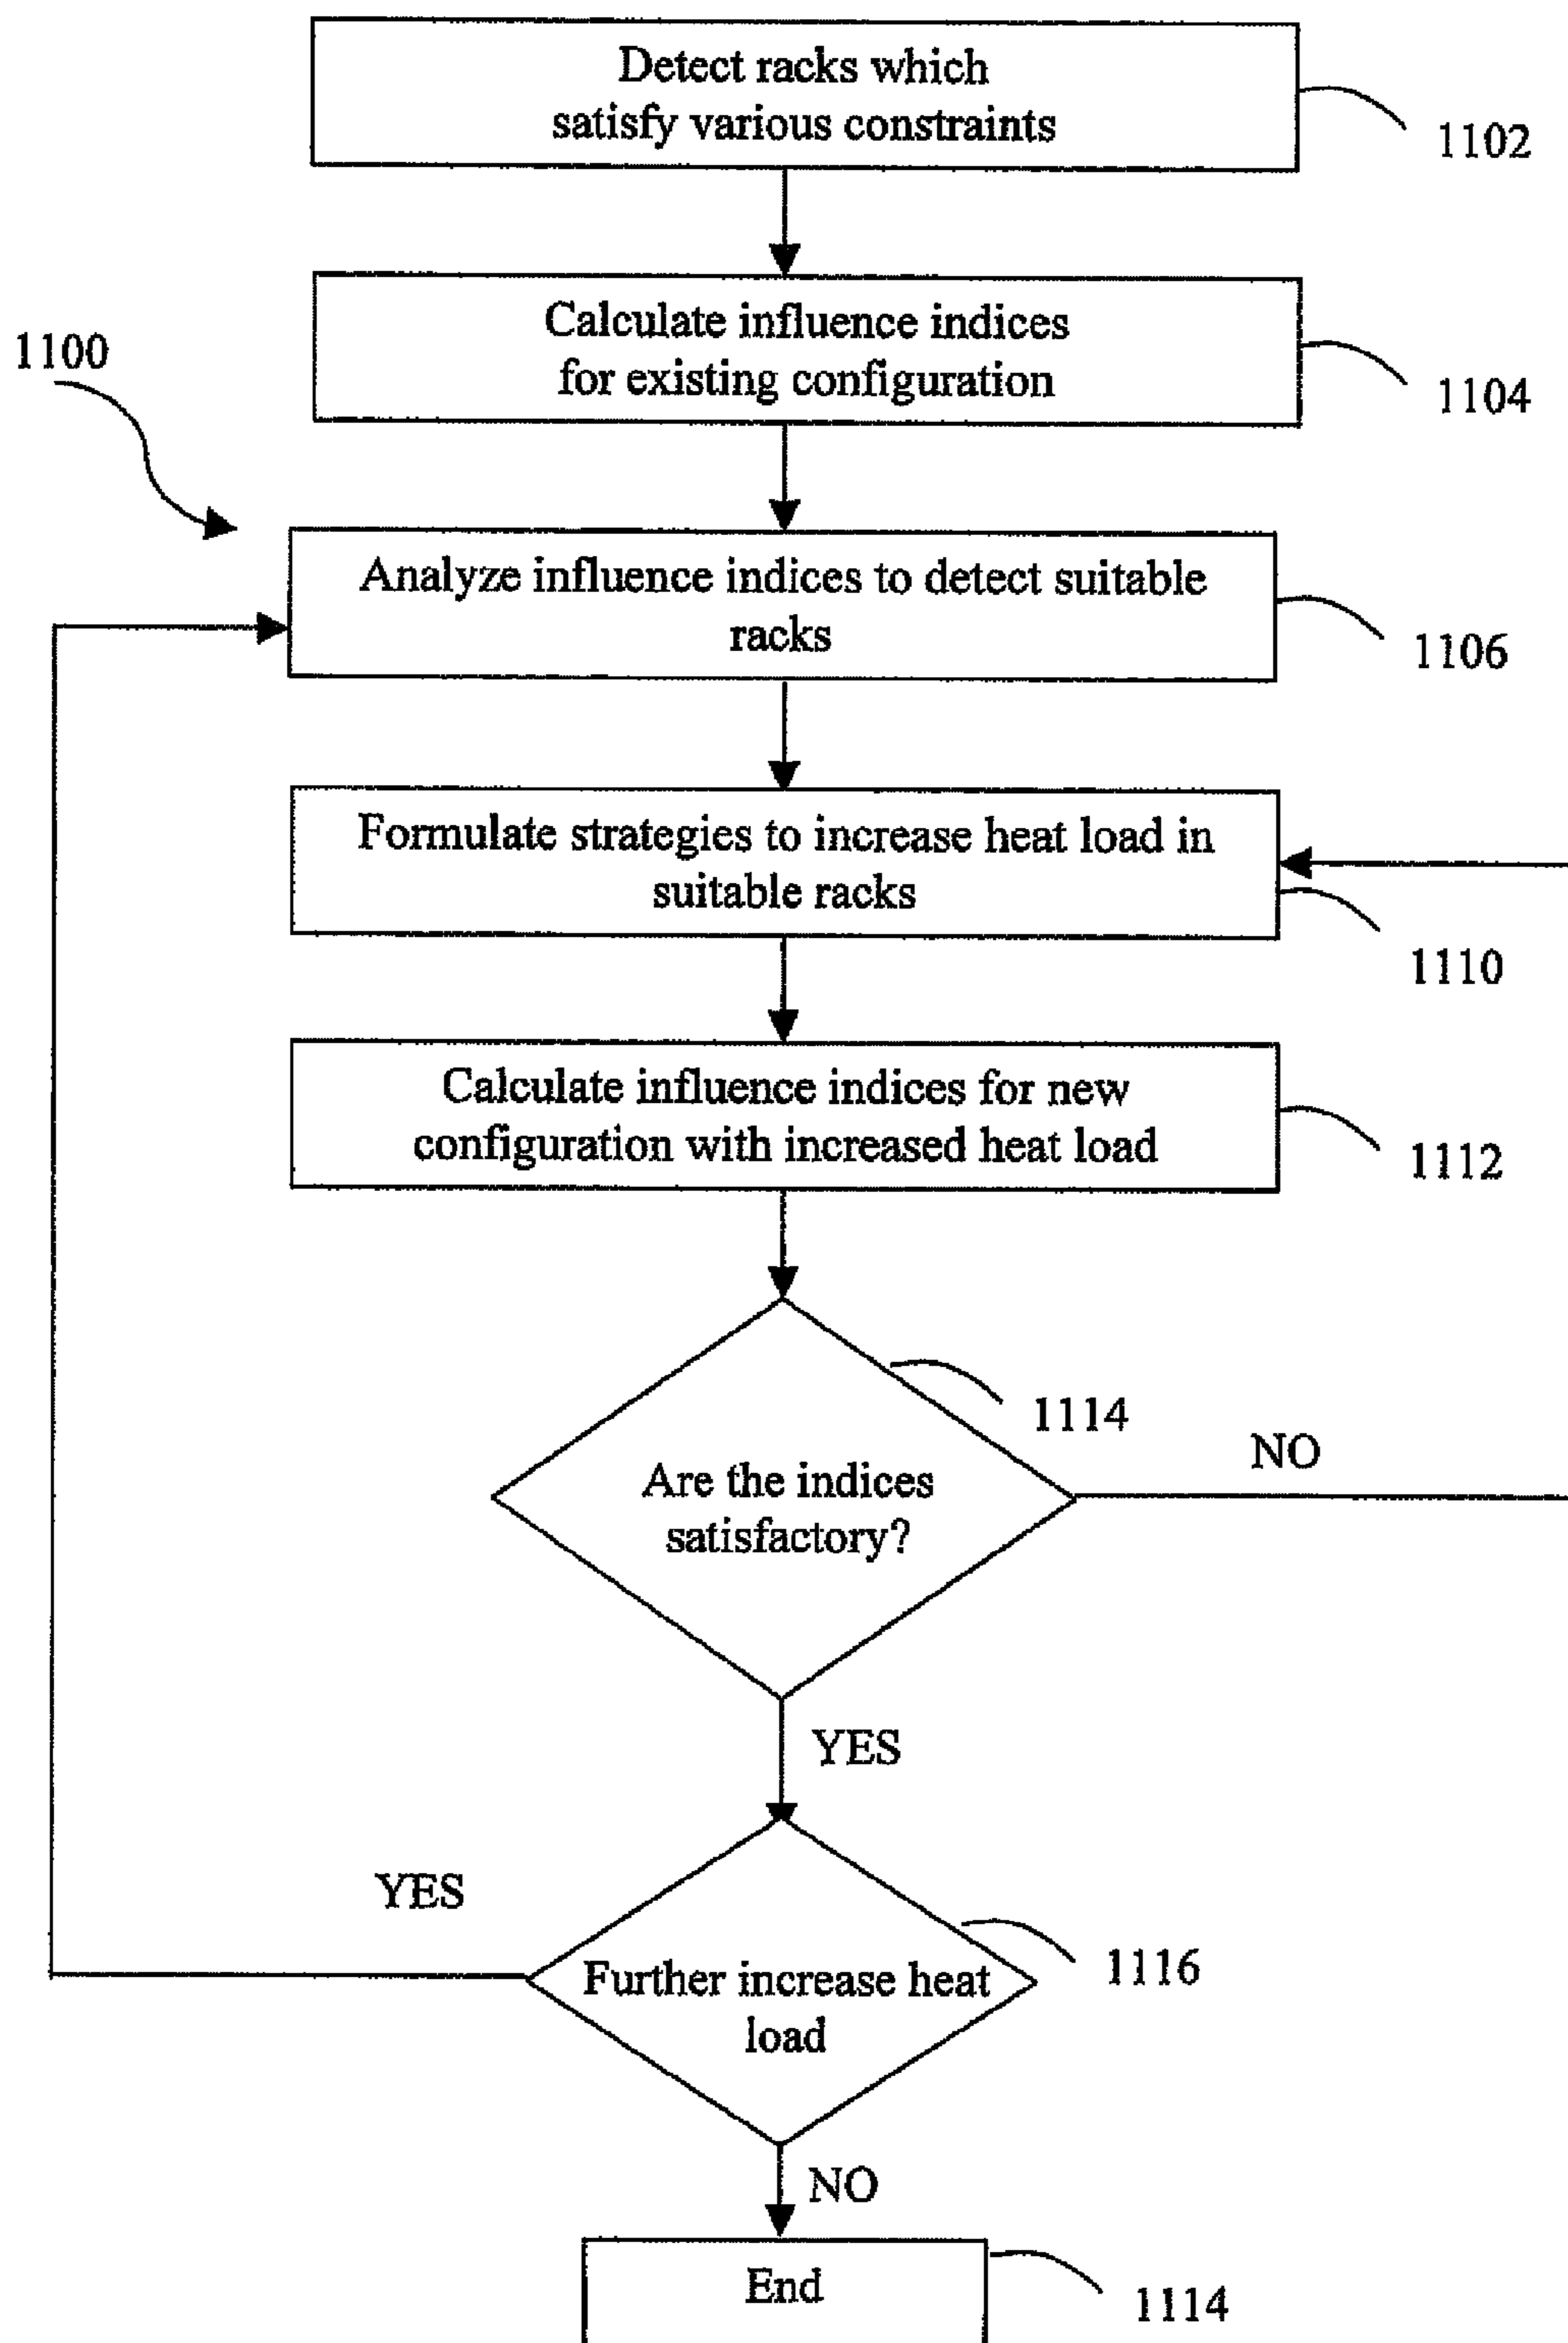 Detect racks which
satisfy various constraints
1102
Calculate influence indices
for existing configuration
1104
1100
Analyze influence indices to detect suitable
racks
1106
Formulate strategies to increase heat load in
suitable racks
1110
Calculate influence indices for new
configuration with increased heat load
1112
1114
NO
Are the indices
satisfactory?
YES
YES
1116
Further increase heat
load
NO
End
1114